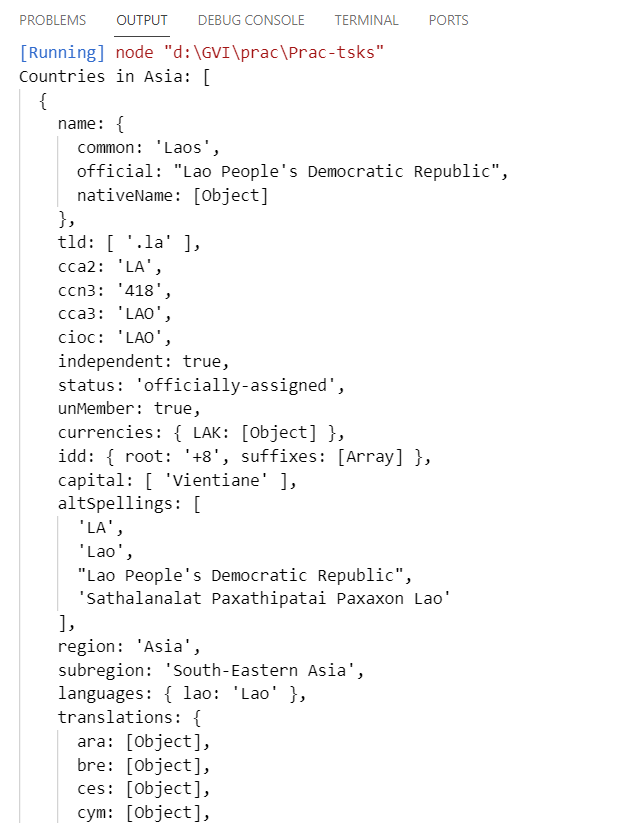 PROBLEMS OUTPUT DEBUG CONSOLE TERMINAL PORTS
[Running] node "d:\GVI\prac\Prac-tsks"
Countries in Asia: [
  {
    name: {
      common: 'Laos',
      official: "Lao People's Democratic Republic",
      nativeName: [Object]
    },
    tld: [ '.la' ],
    cca2: 'LA',
    ccn3: '418',
    cca3: 'LAO',
    cioc: 'LAO',
    independent: true,
    status: 'officially-assigned',
    unMember: true,
    currencies: { LAK: [Object] },
    idd: { root: '+8', suffixes: [Array] },
    capital: [ 'Vientiane' ],
    altSpellings: [
      'LA',
      'Lao',
      "Lao People's Democratic Republic",
      'Sathalanalat Paxathipatai Paxaxon Lao'
    ],
    region: 'Asia',
    subregion: 'South-Eastern Asia',
    languages: { lao: 'Lao' },
    translations: {
      ara: [Object],
      bre: [Object],
      ces: [Object],
      cym: [Object],